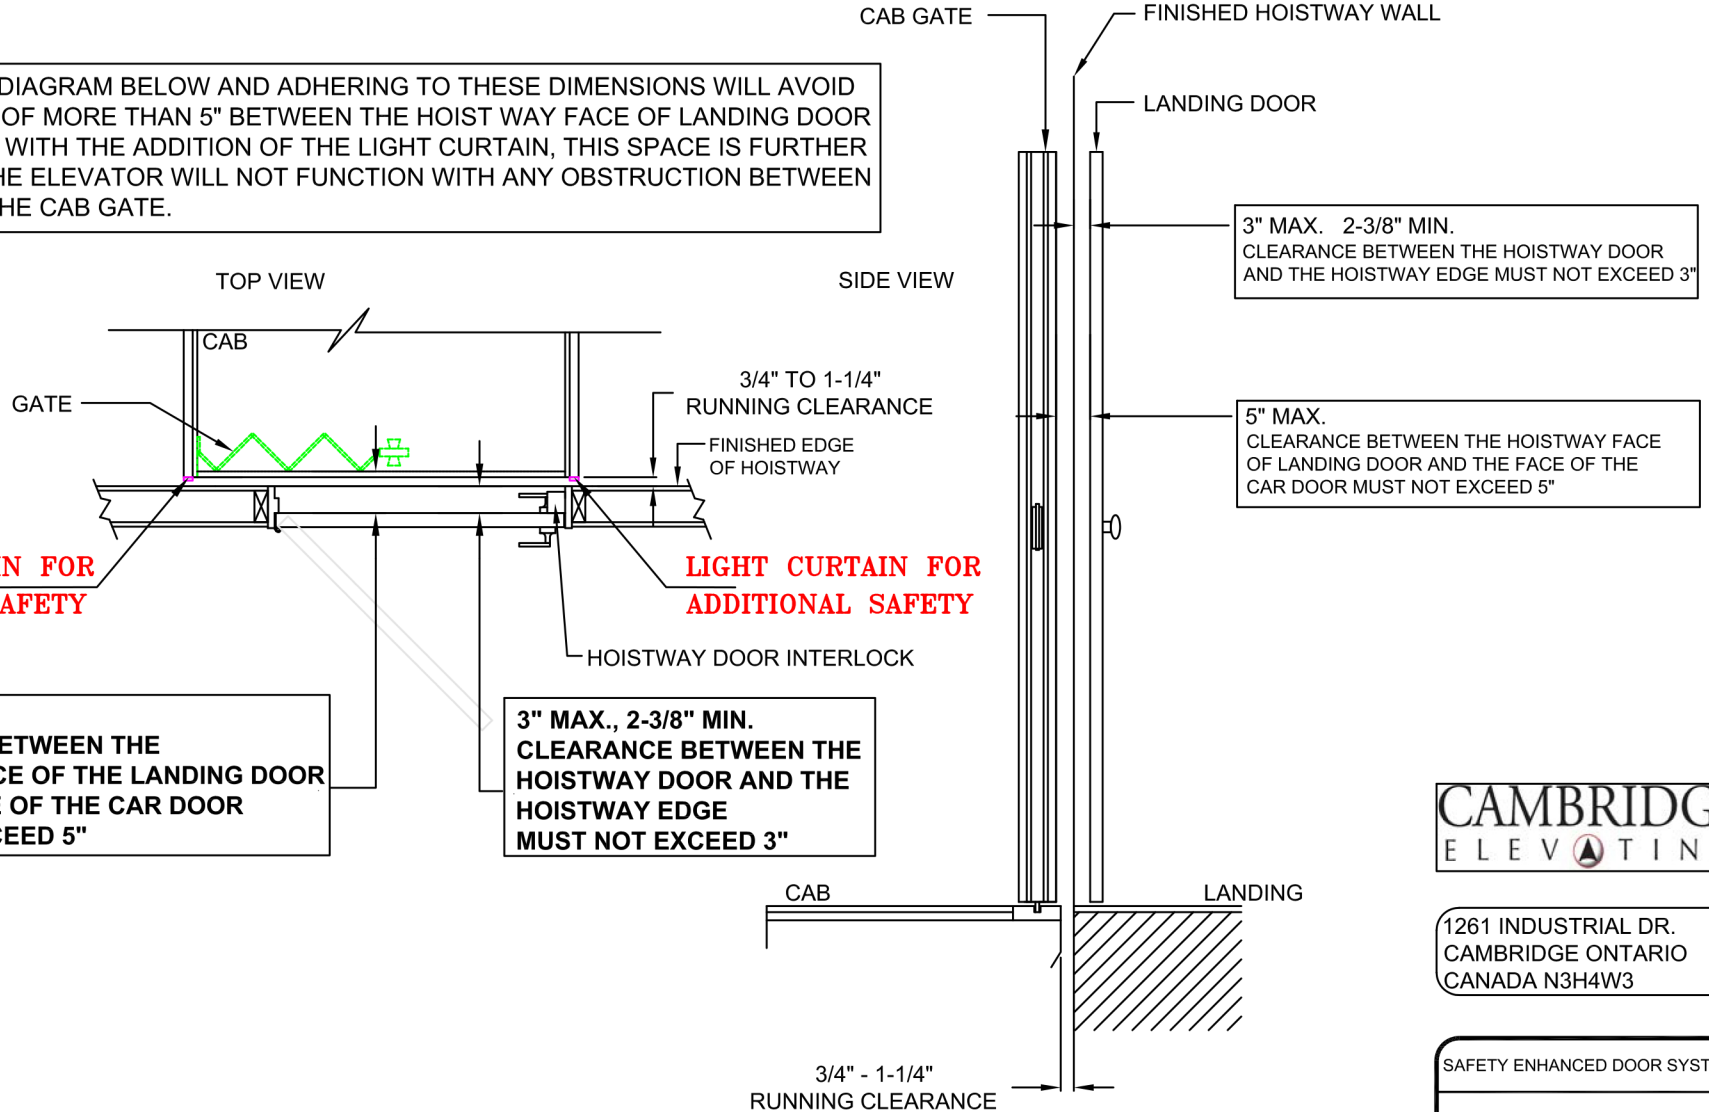 CAB GATE
FINISHED HOISTWAY WALL
DIAGRAM BELOW AND ADHERING TO THESE DIMENSIONS WILL AVOID
OF MORE THAN 5" BETWEEN THE HOIST WAY FACE OF LANDING DOOR
WITH THE ADDITION OF THE LIGHT CURTAIN, THIS SPACE IS FURTHER
HE ELEVATOR WILL NOT FUNCTION WITH ANY OBSTRUCTION BETWEEN
HE CAB GATE.
LANDING DOOR
3" MAX. 2-3/8" MIN.
CLEARANCE BETWEEN THE HOISTWAY DOOR
AND THE HOISTWAY EDGE MUST NOT EXCEED 3"
TOP VIEW
SIDE VIEW
CAB
GATE
3/4" TO 1-1/4"
RUNNING CLEARANCE
FINISHED EDGE
OF HOISTWAY
5" MAX.
CLEARANCE BETWEEN THE HOISTWAY FACE
OF LANDING DOOR AND THE FACE OF THE
CAR DOOR MUST NOT EXCEED 5"
IN FOR
AFETY
LIGHT CURTAIN FOR
ADDITIONAL SAFETY
HOISTWAY DOOR INTERLOCK
ETWEEN THE
CE OF THE LANDING DOOR
E OF THE CAR DOOR
CEED 5"
3" MAX., 2-3/8" MIN.
CLEARANCE BETWEEN THE
HOISTWAY DOOR AND THE
HOISTWAY EDGE
MUST NOT EXCEED 3"
CAB
LANDING
CAMBRIDG
ELEVATIN
1261 INDUSTRIAL DR.
CAMBRIDGE ONTARIO
CANADA N3H4W3
SAFETY ENHANCED DOOR SYST
3/4" - 1-1/4"
RUNNING CLEARANCE